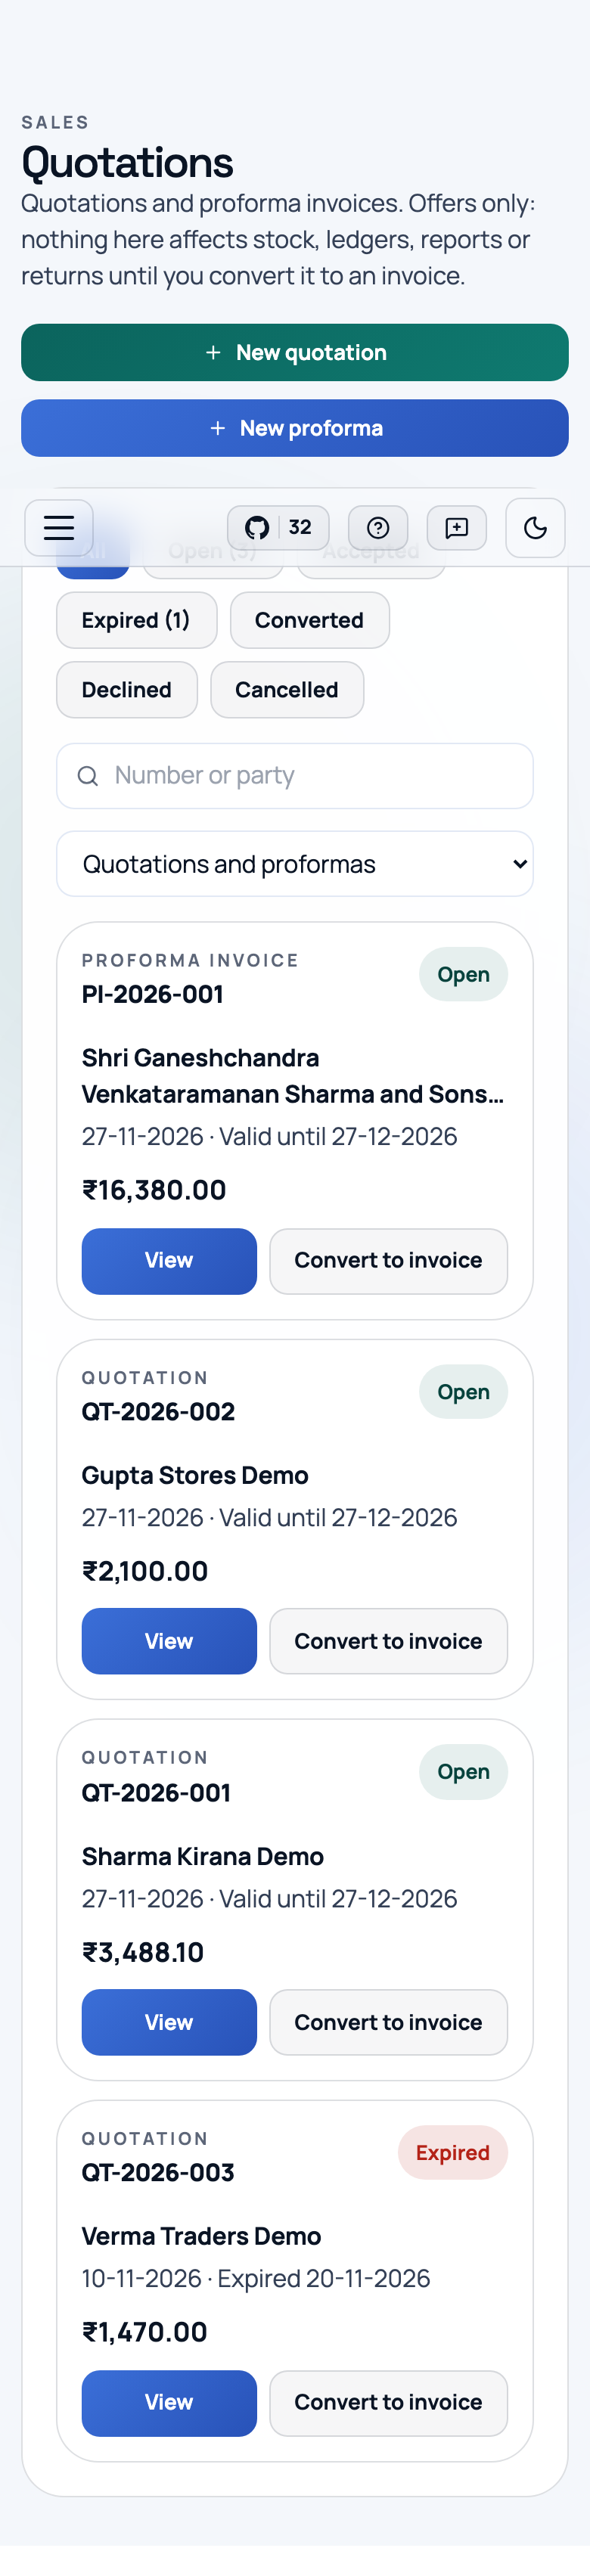 SALES
Quotations
Quotations and proforma invoices. Offers only:
nothing here affects stock, ledgers, reports or
returns until you convert it to an invoice.
+ New quotation
+ New proforma
32
All
Open (3)
Accepted
Expired (1)
Converted
Declined
Cancelled
Number or party
Quotations and proformas
PROFORMA INVOICE
Open
PI-2026-001
Shri Ganeshchandra
Venkataramanan Sharma and Sons...
27-11-2026 · Valid until 27-12-2026
₹16,380.00
View
Convert to invoice
QUOTATION
Open
QT-2026-002
Gupta Stores Demo
27-11-2026 · Valid until 27-12-2026
₹2,100.00
View
Convert to invoice
QUOTATION
Open
QT-2026-001
Sharma Kirana Demo
27-11-2026 · Valid until 27-12-2026
₹3,488.10
View
Convert to invoice
QUOTATION
Expired
QT-2026-003
Verma Traders Demo
10-11-2026 · Expired 20-11-2026
₹1,470.00
View
Convert to invoice